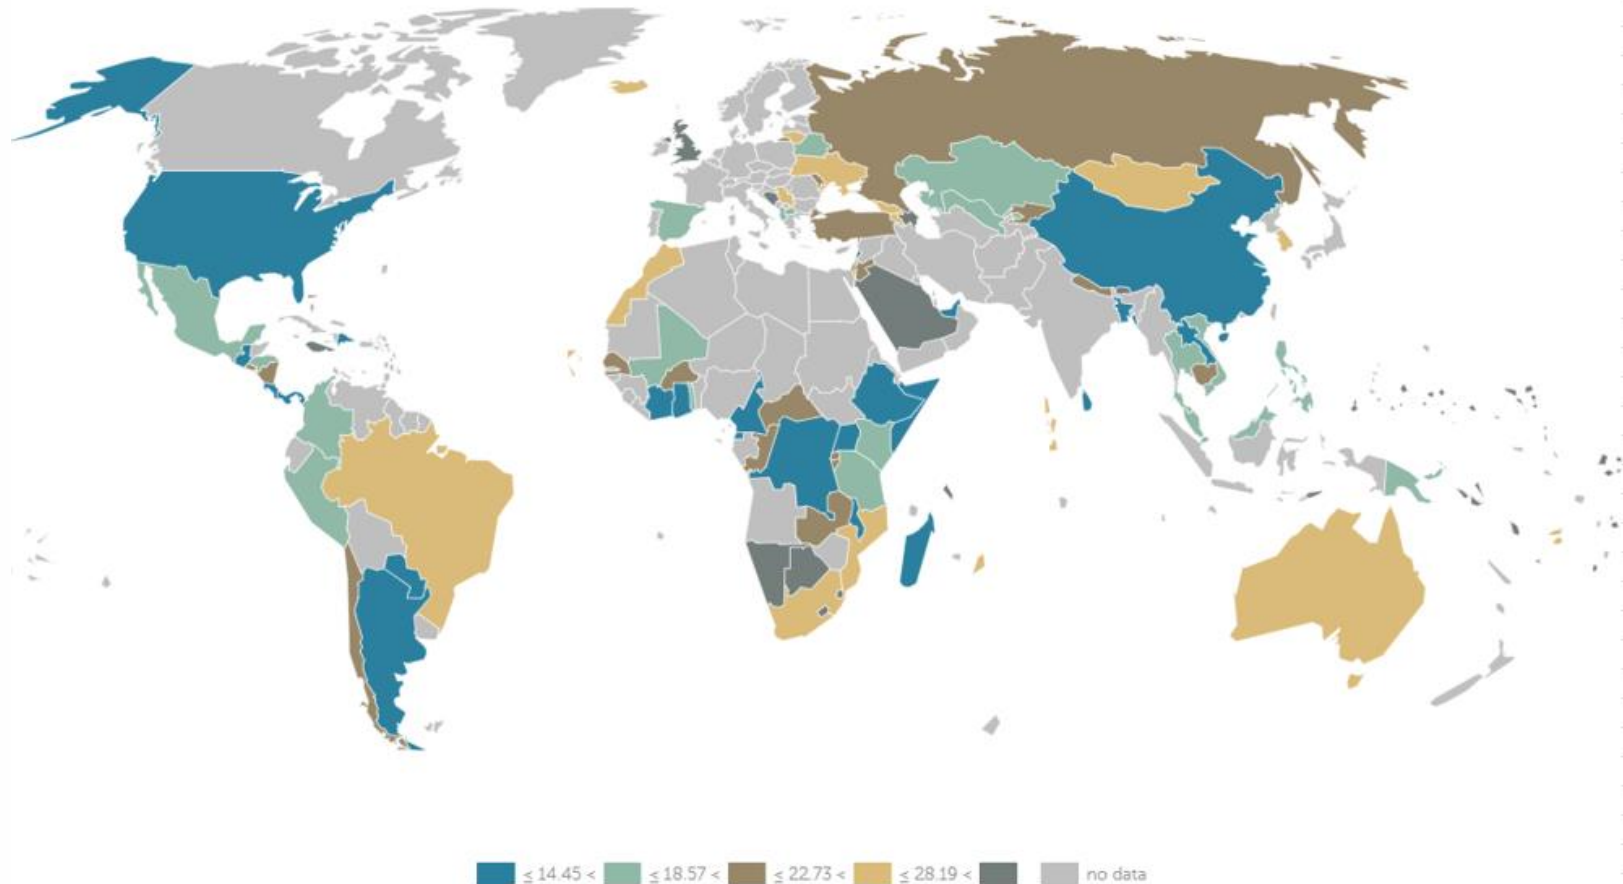 ≤ 14.45 < ≤ 18.57 < ≤ 22.73 < ≤ 28.19 < no data